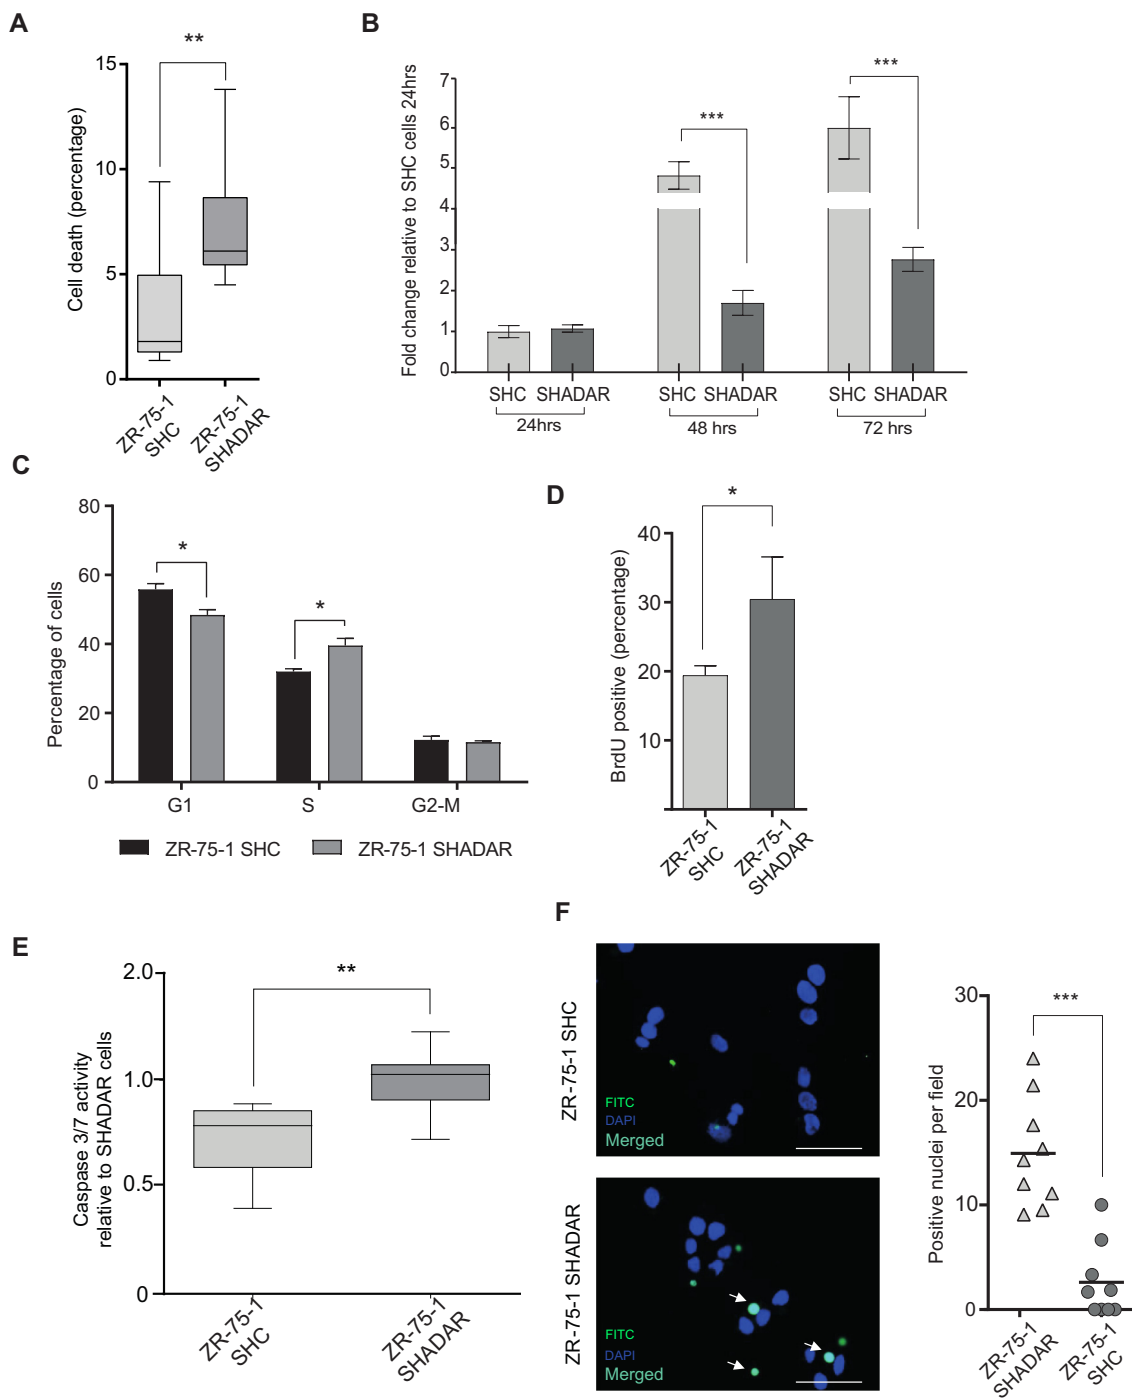 A
**
Cell death (percentage)
15
10
5
0
ZR-75-1
SHC
ZR-75-1
SHADAR
B
Fold change relative to SHC cells 24hrs
7
6
5
4
3
2
1
0
***
***
SHC SHADAR
24hrs
SHC SHADAR
48 hrs
SHC SHADAR
72 hrs
C
Percentage of cells
80
60
40
20
0
*
*
G1
S
G2-M
ZR-75-1 SHC
ZR-75-1 SHADAR
D
*
BrdU positive (percentage)
40
30
20
10
ZR-75-1
SHC
ZR-75-1
SHADAR
E
Caspase 3/7 activity
relative to SHADAR cells
2.0
1.0
0.5
0
**
ZR-75-1
SHC
ZR-75-1
SHADAR
F
ZR-75-1 SHC
FITC
DAPI
Merged
ZR-75-1 SHADAR
FITC
DAPI
Merged
Positive nuclei per field
30
20
10
0
***
ZR-75-1
SHADAR
ZR-75-1
SHC